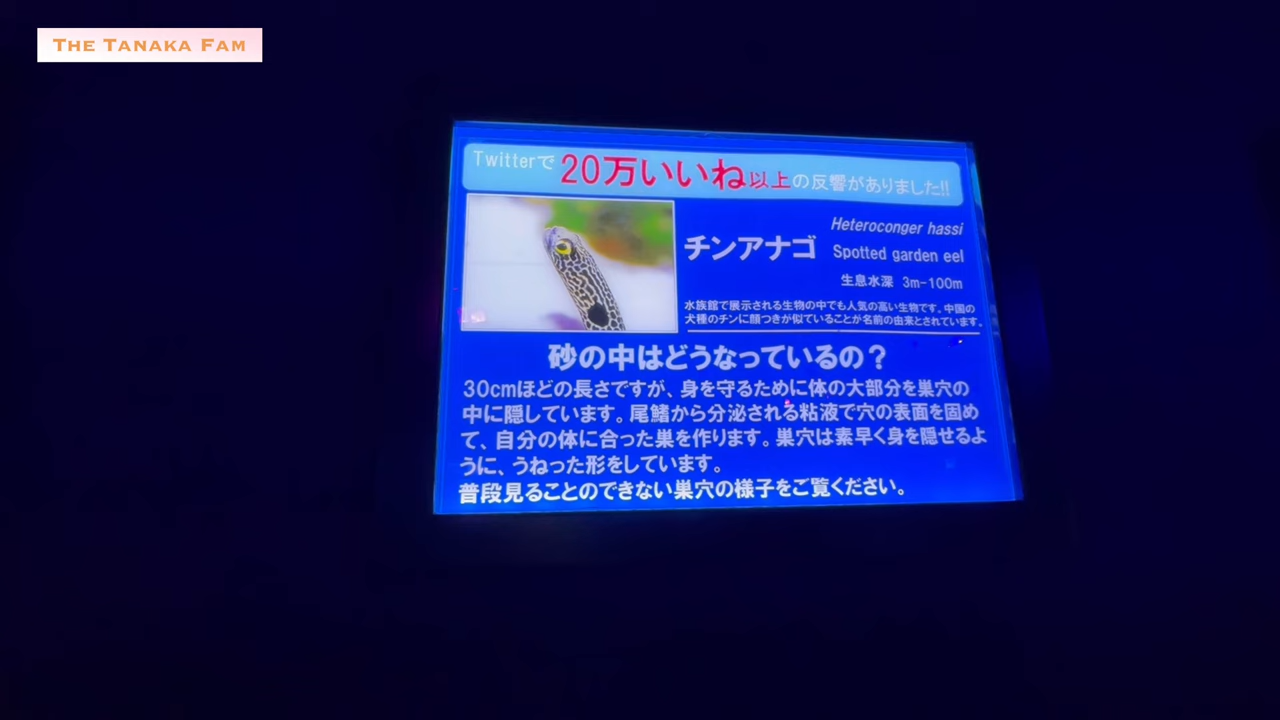 THE TANAKA FAM
Twitterで 20万いいね以上の反響がありました!!
Heteroconger hassi
チンアナゴ Spotted garden eel
生息水深 3m-100m
水族館で展示される生物の中でも人気の高い生物です。中国の
犬種のチンに顔つきが似ていることが名前の由来とされています。
砂の中はどうなっているの？
30cmほどの長さですが、身を守るために体の大部分を巣穴の
中に隠しています。尾鰭から分泌される粘液で穴の表面を固め
て、自分の体に合った巣を作ります。巣穴は素早く身を隠せるよ
うに、うねった形をしています。
普段見ることのできない巣穴の様子をご覧ください。